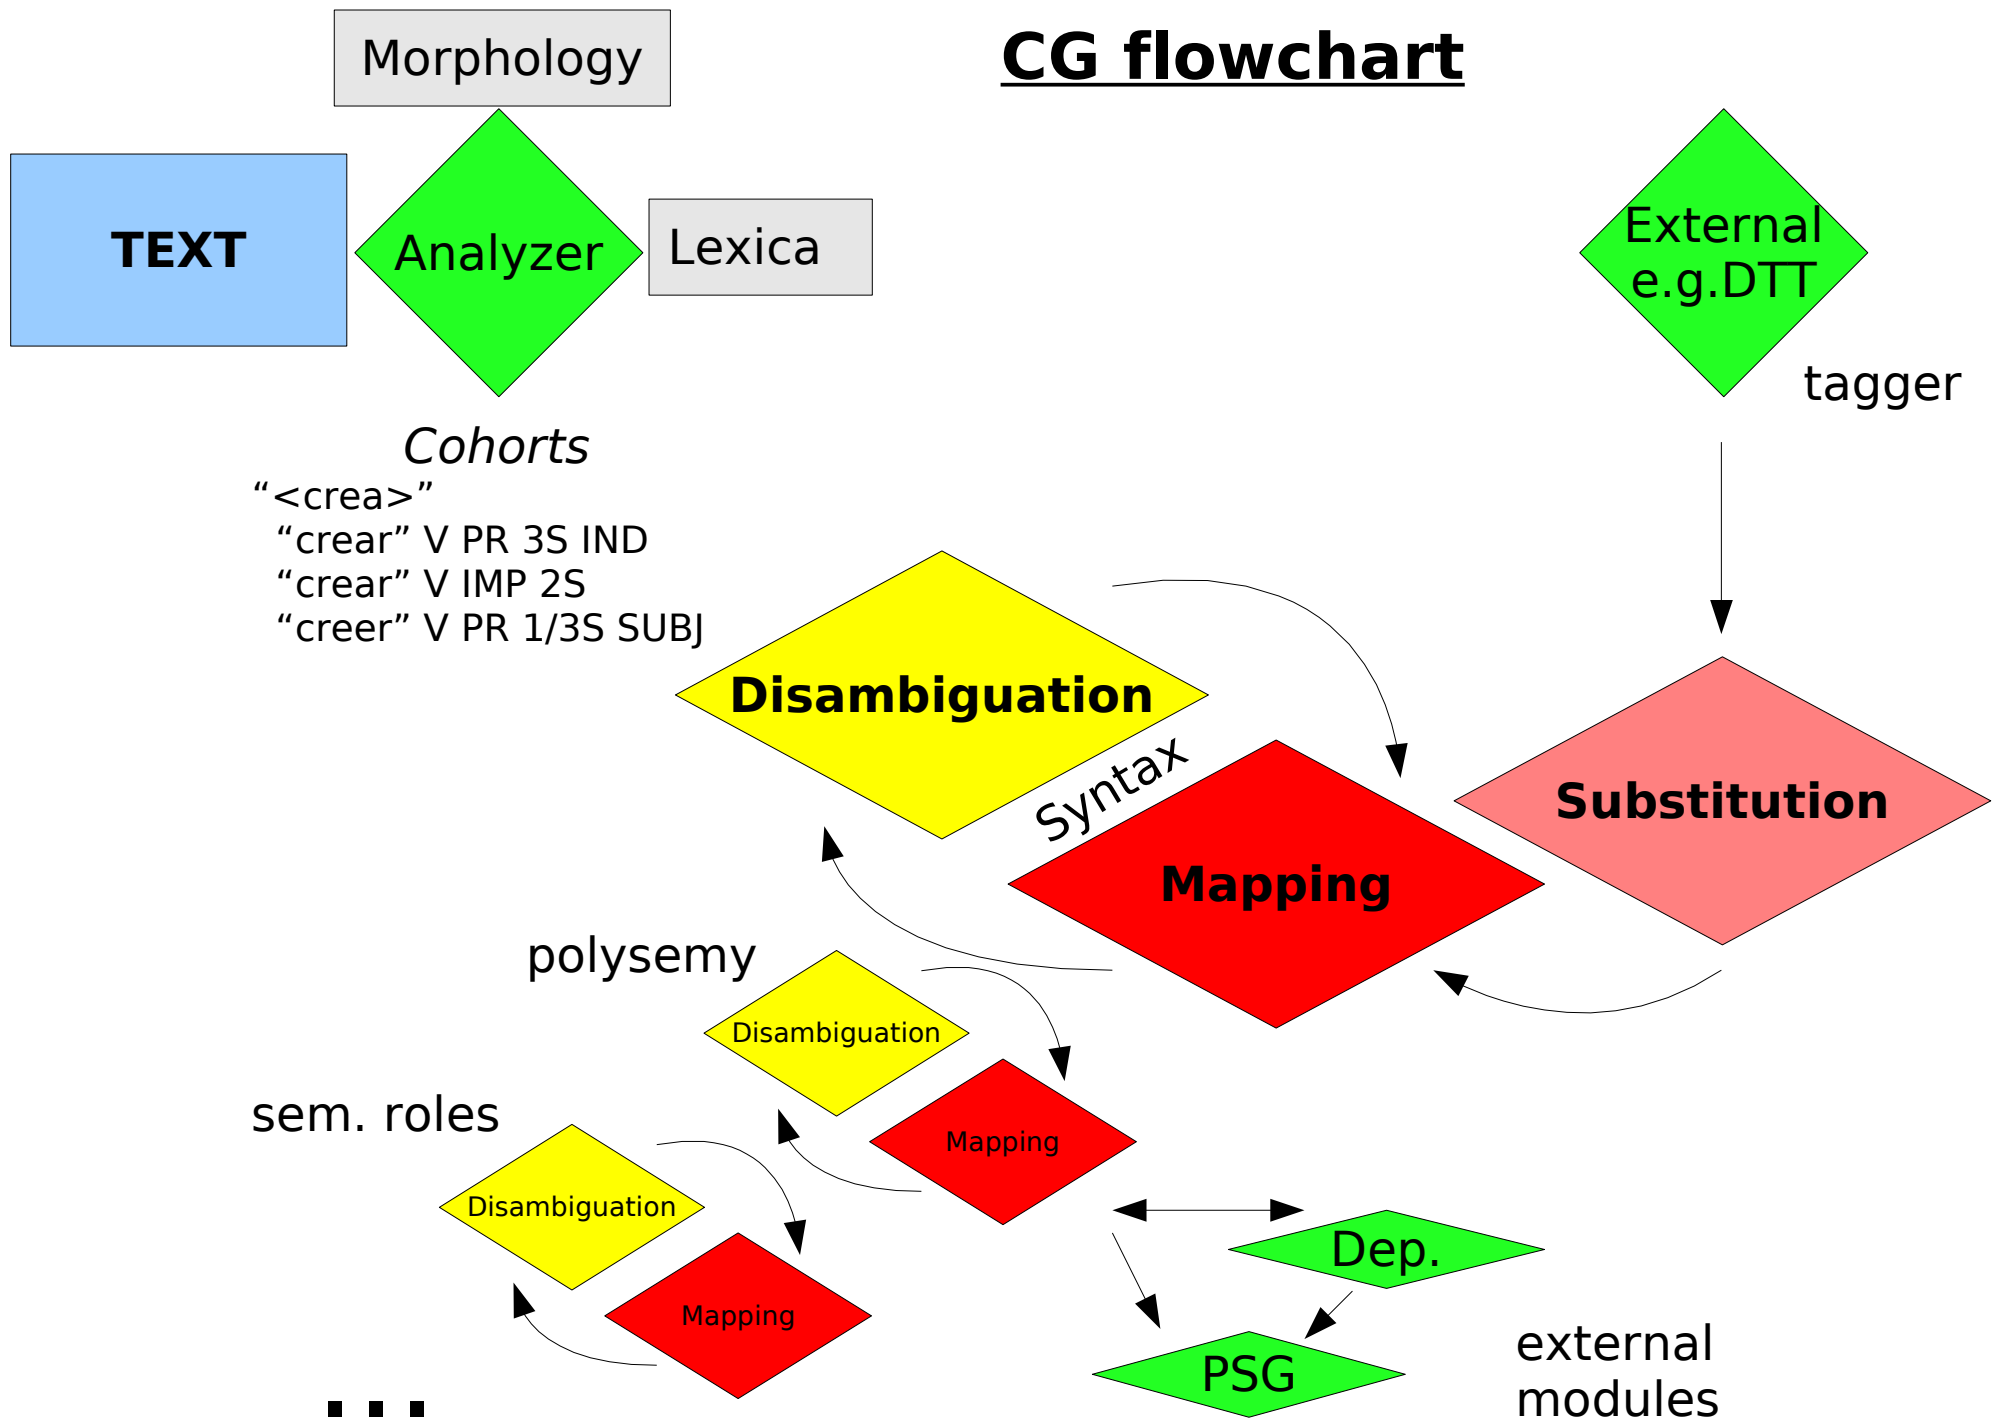 Morphology
CG flowchart
TEXT
Analyzer
Lexica
External
e.g.DTT
tagger
Cohorts
“<crea>”
“crear” V PR 3S IND
“crear” V IMP 2S
“creer” V PR 1/3S SUBJ
Disambiguation
Syntax
Mapping
Substitution
polysemy
Disambiguation
Mapping
sem. roles
Disambiguation
Mapping
Dep.
PSG
external
modules
...